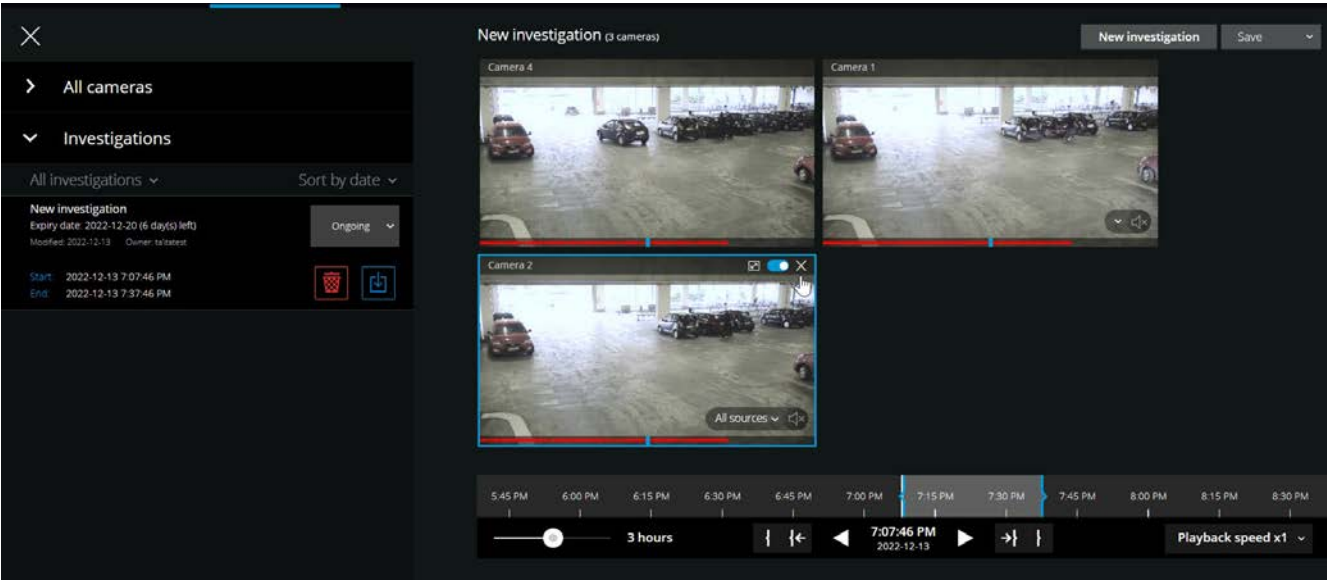 New investigation (3 cameras)
New investigation
Save
All cameras
Investigations
All investigations
Sort by date
New investigation
Expiry date: 2022-12-20 (6 day(s) left)
Modified: 2022-12-13 Owner: ta\tatest
Ongoing
Start: 2022-12-13 7:07:46 PM
End: 2022-12-13 7:37:46 PM
Camera 4
Camera 1
Camera 2
All sources
5:45 PM 6:00 PM 6:15 PM 6:30 PM 6:45 PM 7:00 PM 7:15 PM 7:30 PM 7:45 PM 8:00 PM 8:15 PM 8:30 PM
3 hours
7:07:46 PM
2022-12-13
Playback speed x1